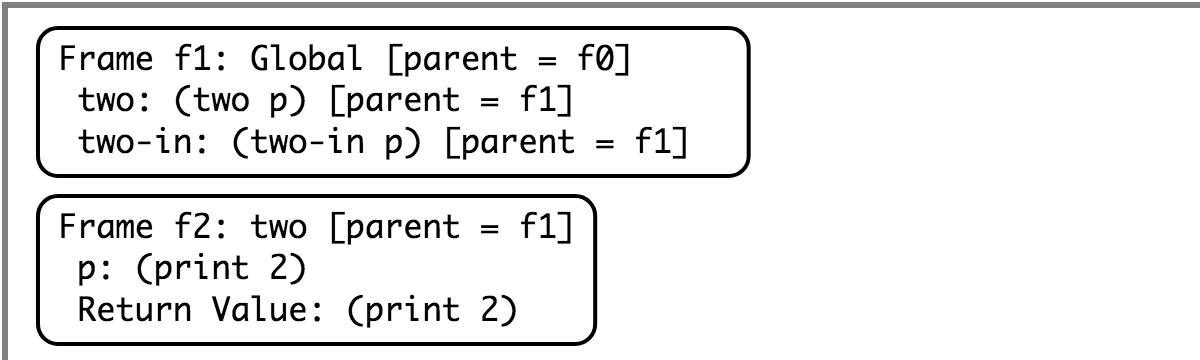 Frame f1: Global [parent = f0]
two: (two p) [parent = f1]
two-in: (two-in p) [parent = f1]
Frame f2: two [parent = f1]
p: (print 2)
Return Value: (print 2)